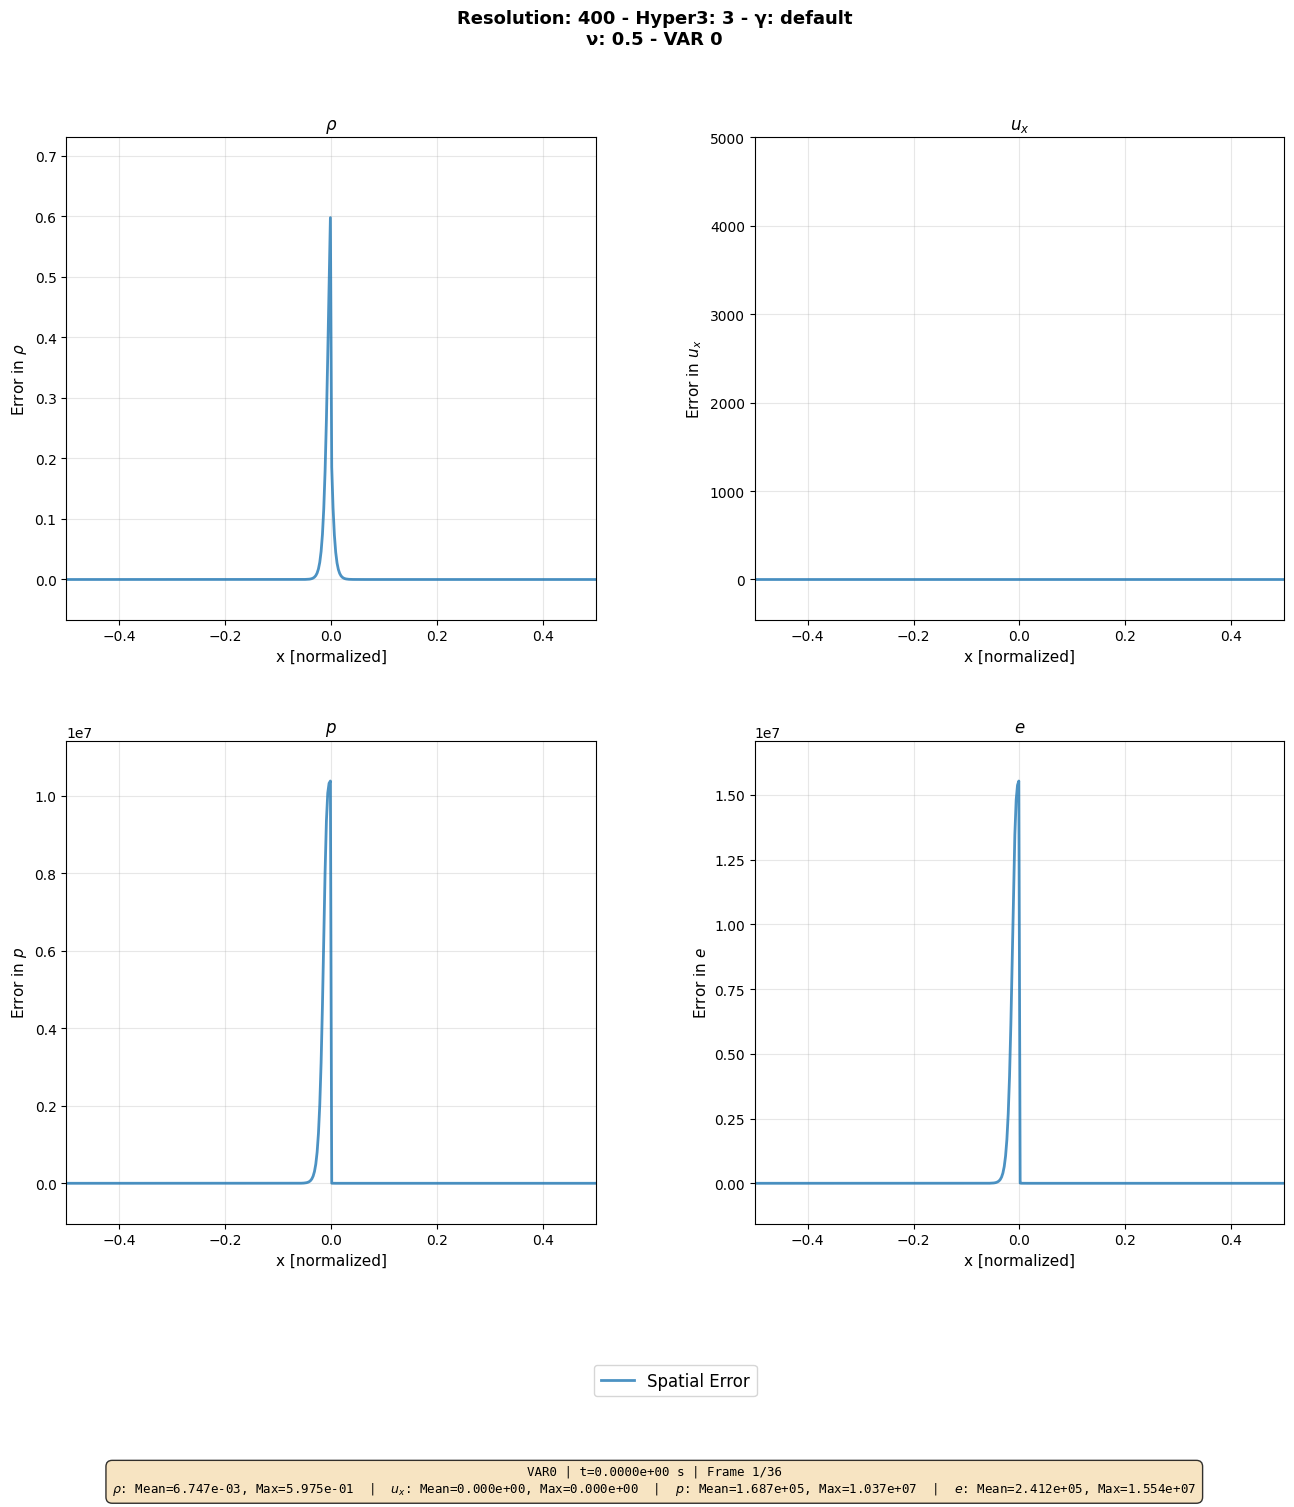 Resolution: 400 - Hyper3: 3 - γ: default
ν: 0.5 - VAR 0
ρ
0.7
0.6
0.5
0.4
0.3
0.2
0.1
0.0
Error in ρ
−0.4 −0.2 0.0 0.2 0.4
x [normalized]
u_x
5000
4000
3000
2000
1000
0
Error in u_x
−0.4 −0.2 0.0 0.2 0.4
x [normalized]
p
1e7
1.0
0.8
0.6
0.4
0.2
0.0
Error in p
−0.4 −0.2 0.0 0.2 0.4
x [normalized]
e
1e7
1.50
1.25
1.00
0.75
0.50
0.25
0.00
Error in e
−0.4 −0.2 0.0 0.2 0.4
x [normalized]
Spatial Error
VAR0 | t=0.0000e+00 s | Frame 1/36
ρ: Mean=6.747e-03, Max=5.975e-01 | u_x: Mean=0.000e+00, Max=0.000e+00 | p: Mean=1.687e+05, Max=1.037e+07 | e: Mean=2.412e+05, Max=1.554e+07